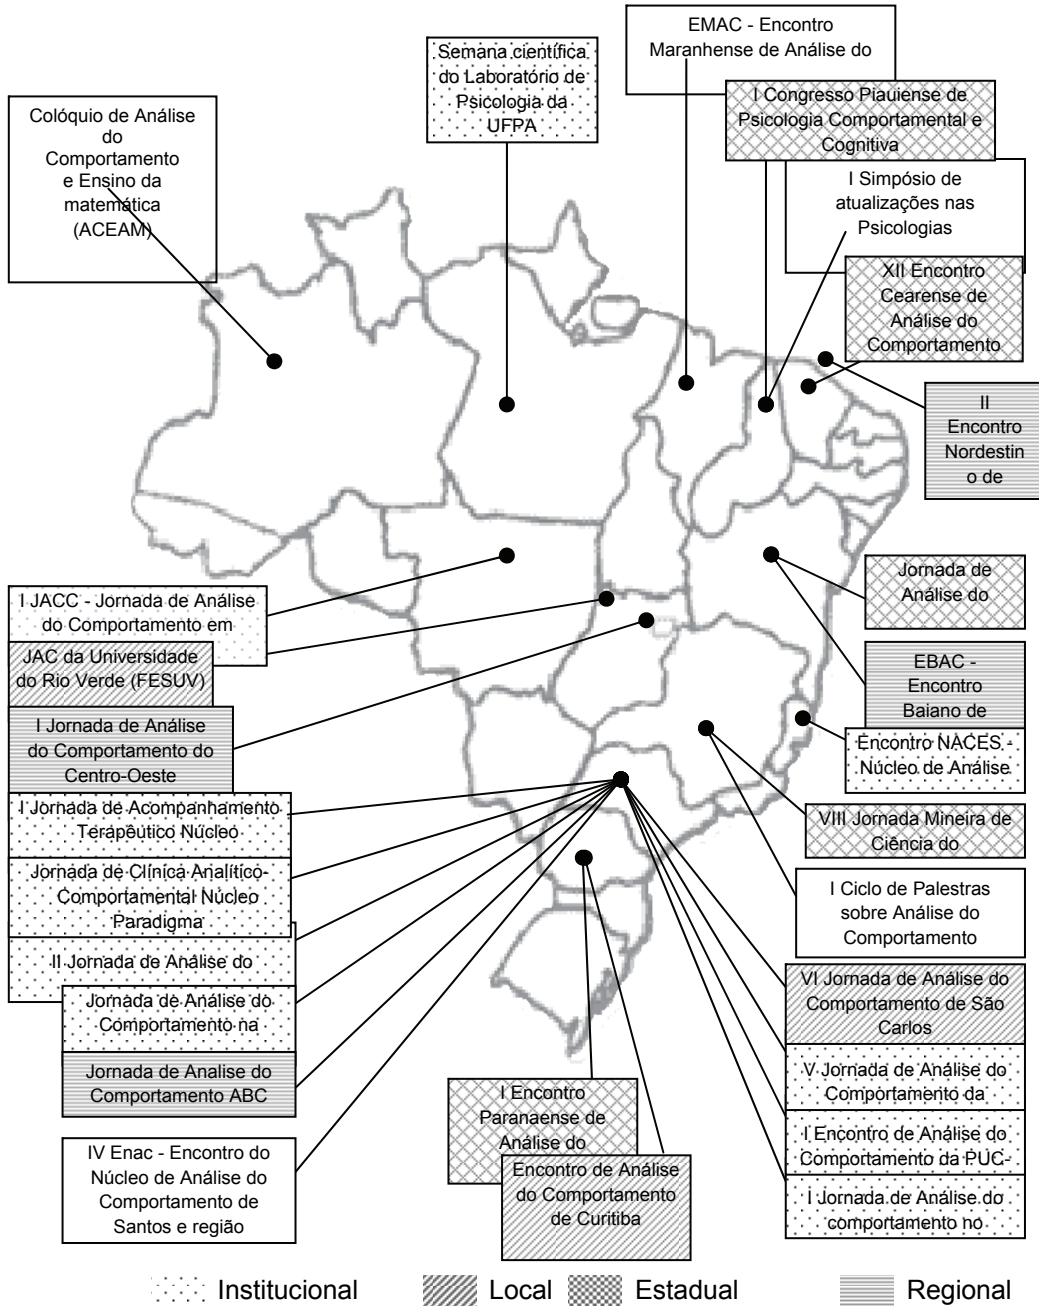 EMAC - Encontro
Maranhense de Análise do
Semana científica
do Laboratório de
Psicologia da
UFPA
I Congresso Piauiense de
Psicologia Comportamental e
Cognitiva
Colóquio de Análise
do
Comportamento
e Ensino da
matemática
(ACEAM)
I Simpósio de
atualizações nas
Psicologias
XII Encontro
Cearense de
Análise do
Comportamento
II
Encontro
Nordestin
o de
Jornada de
Análise do
I JACC - Jornada de Análise
do Comportamento em
JAC da Universidade
do Rio Verde (FESUV)
EBAC -
Encontro
Baiano de
I Jornada de Análise
do Comportamento do
Centro-Oeste
Encontro NACES -
Núcleo de Análise
I Jornada de Acompanhamento
Terapêutico Núcleo
VIII Jornada Mineira de
Ciência do
Jornada de Clínica Analítico-
Comportamental Núcleo
Paradigma
I Ciclo de Palestras
sobre Análise do
Comportamento
II Jornada de Análise do
VI Jornada de Análise do
Comportamento de São
Carlos
Jornada de Análise do
Comportamento na
V Jornada de Análise do
Comportamento da
Jornada de Analise do
Comportamento ABC
I Encontro
Paranaense de
Análise do
I Encontro de Análise do
Comportamento da PUC-
IV Enac - Encontro do
Núcleo de Análise do
Comportamento de
Santos e região
Encontro de Análise
do Comportamento
de Curitiba
I Jornada de Análise do
comportamento no
Institucional
Local
Estadual
Regional